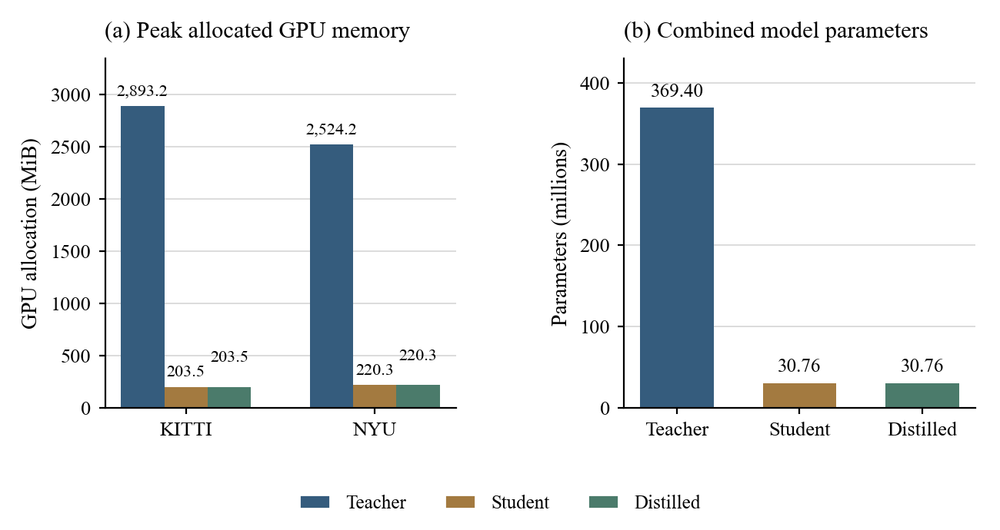 (a) Peak allocated GPU memory
GPU allocation (MiB)
3000
2500
2000
1500
1000
500
0
2,893.2
203.5
203.5
2,524.2
220.3
220.3
KITTI
NYU
(b) Combined model parameters
Parameters (millions)
400
300
200
100
0
369.40
30.76
30.76
Teacher
Student
Distilled
Teacher
Student
Distilled